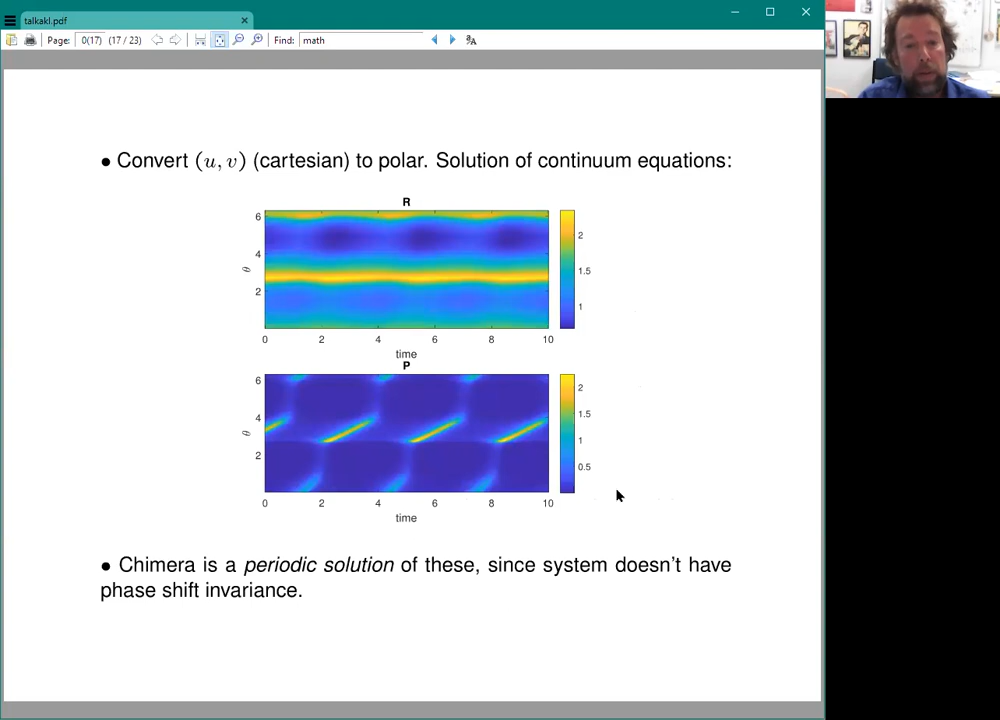 talkakl.pdf
Page: 0(17) (17 / 23) Find: math
• Convert (u, v) (cartesian) to polar. Solution of continuum equations:
R
6
4
2
θ
0 2 4 6 8 10
time
2
1.5
1
P
6
4
2
θ
0 2 4 6 8 10
time
2
1.5
1
0.5
• Chimera is a periodic solution of these, since system doesn't have
phase shift invariance.